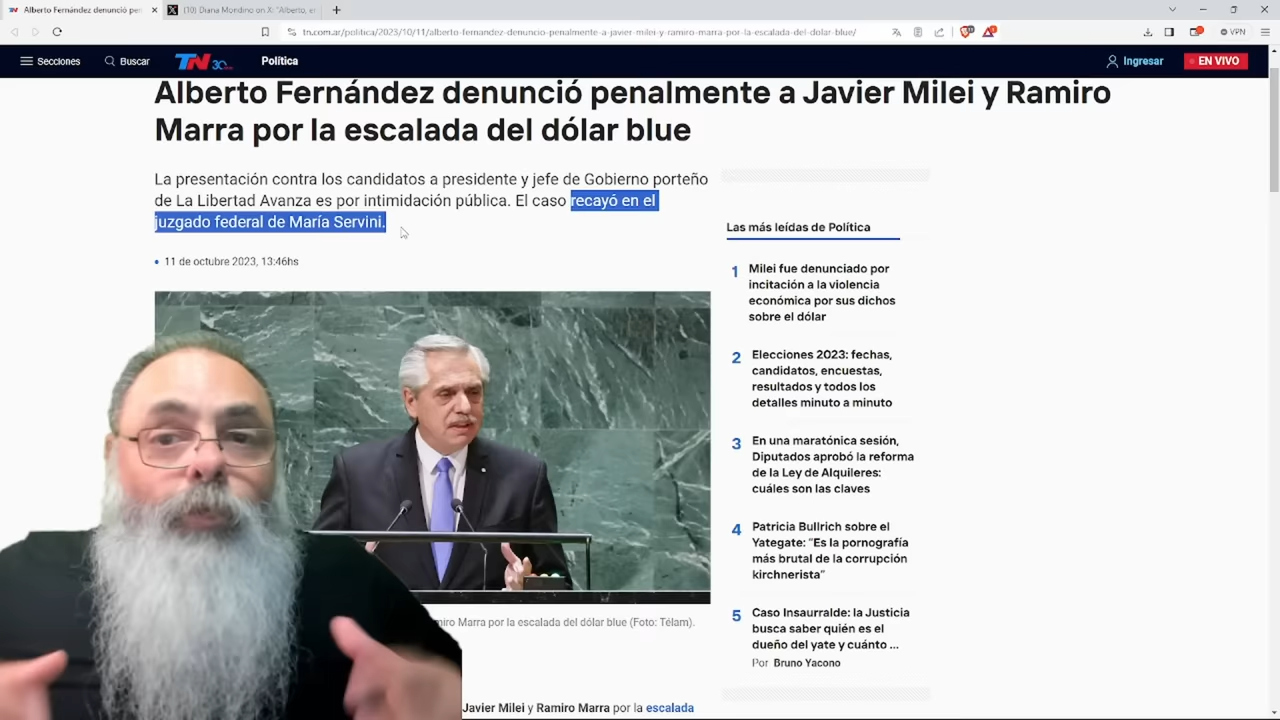 Alberto Fernández denunció pen
(10) Diana Mondino on X: "Alberto, e
tn.com.ar/politica/2023/10/11/alberto-fernandez-denuncio-penalmente-a-javier-milei-y-ramiro-marra-por-la-escalada-del-dolar-blue/
VPN
Secciones
Buscar
TN 30
Política
Ingresar
EN VIVO
Alberto Fernández denunció penalmente a Javier Milei y Ramiro
Marra por la escalada del dólar blue
La presentación contra los candidatos a presidente y jefe de Gobierno porteño
de La Libertad Avanza es por intimidación pública. El caso recayó en el
juzgado federal de María Servini.
11 de octubre 2023, 13:46hs
miro Marra por la escalada del dólar blue (Foto: Télam).
Javier Milei y Ramiro Marra por la escalada
Las más leídas de Política
1
Milei fue denunciado por
incitación a la violencia
económica por sus dichos
sobre el dólar
2
Elecciones 2023: fechas,
candidatos, encuestas,
resultados y todos los
detalles minuto a minuto
3
En una maratónica sesión,
Diputados aprobó la reforma
de la Ley de Alquileres:
cuáles son las claves
4
Patricia Bullrich sobre el
Yategate: "Es la pornografía
más brutal de la corrupción
kirchnerista"
5
Caso Insaurralde: la Justicia
busca saber quién es el
dueño del yate y cuánto ...
Por Bruno Yacono